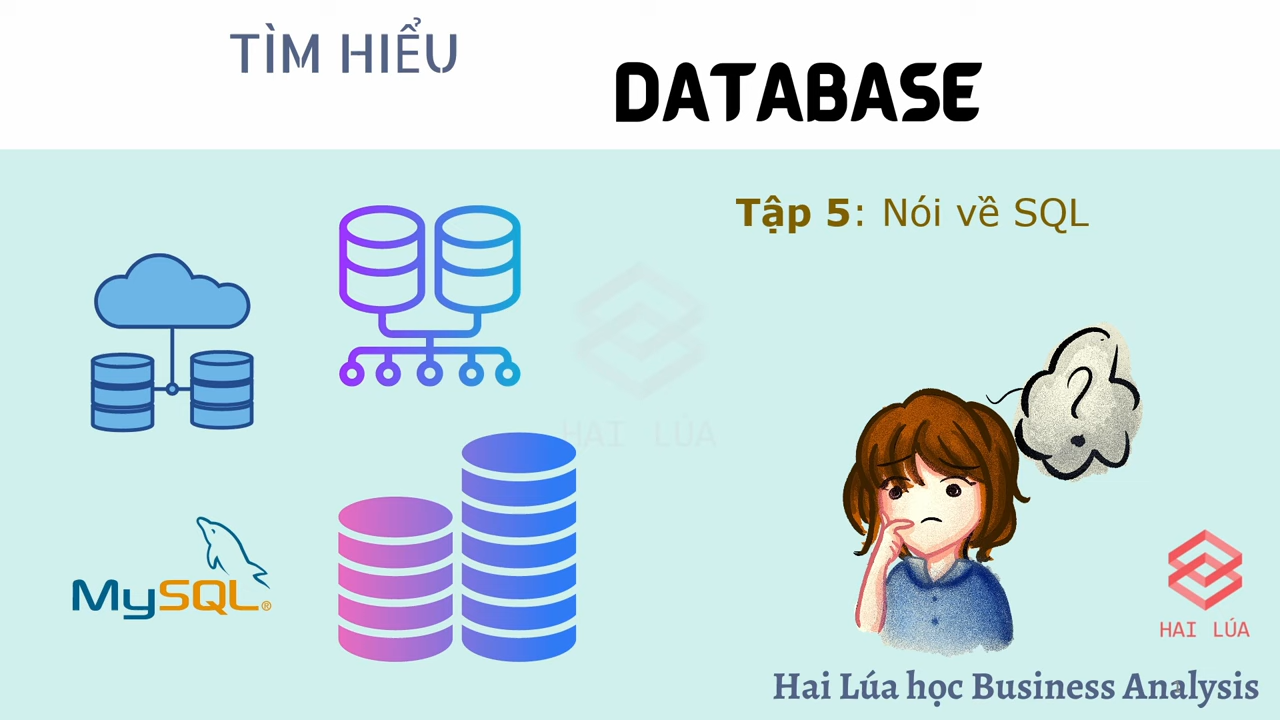 TÌM HIỂU
DATABASE
Tập 5: Nói về SQL
HAI LÚA
MySQL®
HAI LÚA
Hai Lúa học Business Analysis